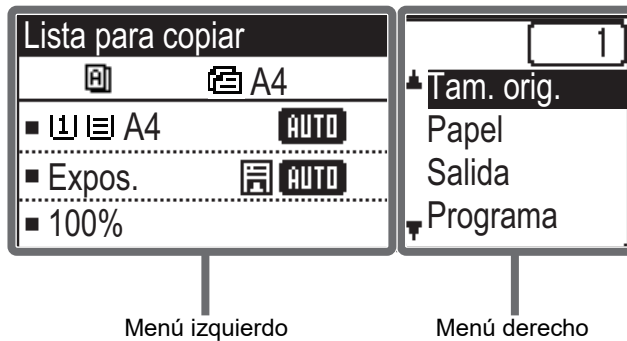 Lista para copiar
A4
1 A4 AUTO
Expos. AUTO
100%
1
Tam. orig.
Papel
Salida
Programa
Menú izquierdo
Menú derecho